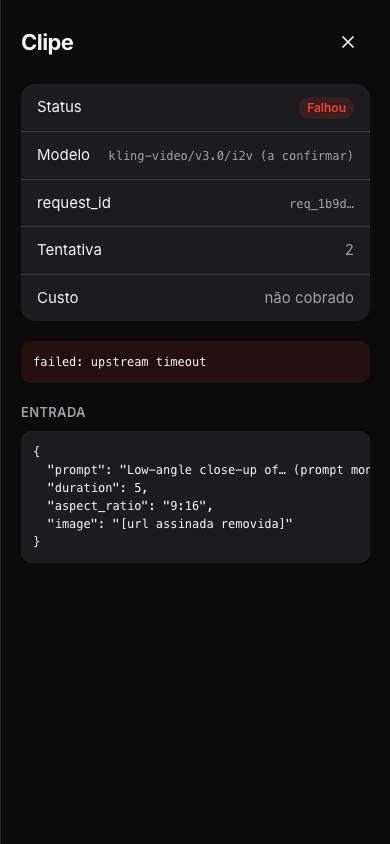 Clipe
Status Falhou
Modelo kling-video/v3.0/i2v (a confirmar)
request_id req_1b9d…
Tentativa 2
Custo não cobrado
failed: upstream timeout
ENTRADA
{
"prompt": "Low-angle close-up of… (prompt mor
"duration": 5,
"aspect_ratio": "9:16",
"image": "[url assinada removida]"
}